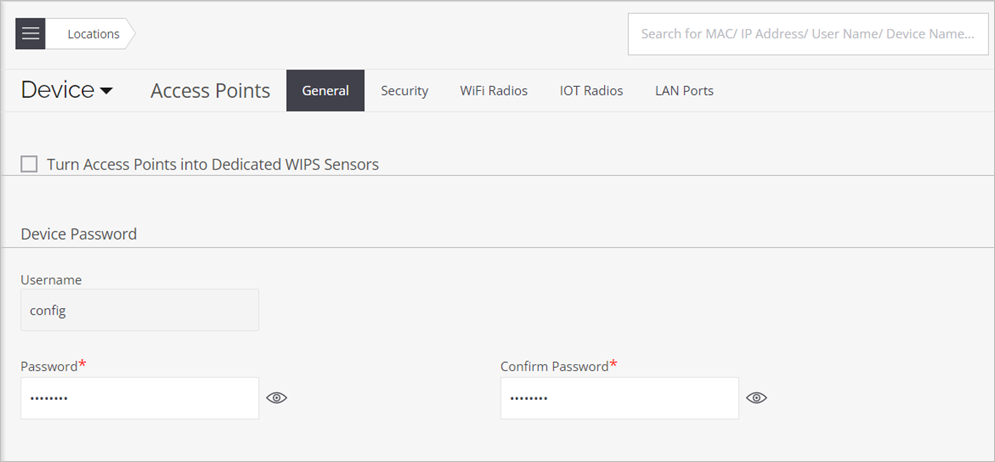 Locations
Search for MAC/ IP Address/ User Name/ Device Name...
Device Access Points General Security WiFi Radios IOT Radios LAN Ports
Turn Access Points into Dedicated WIPS Sensors
Device Password
Username
config
Password* Confirm Password*
•••••••• ••••••••